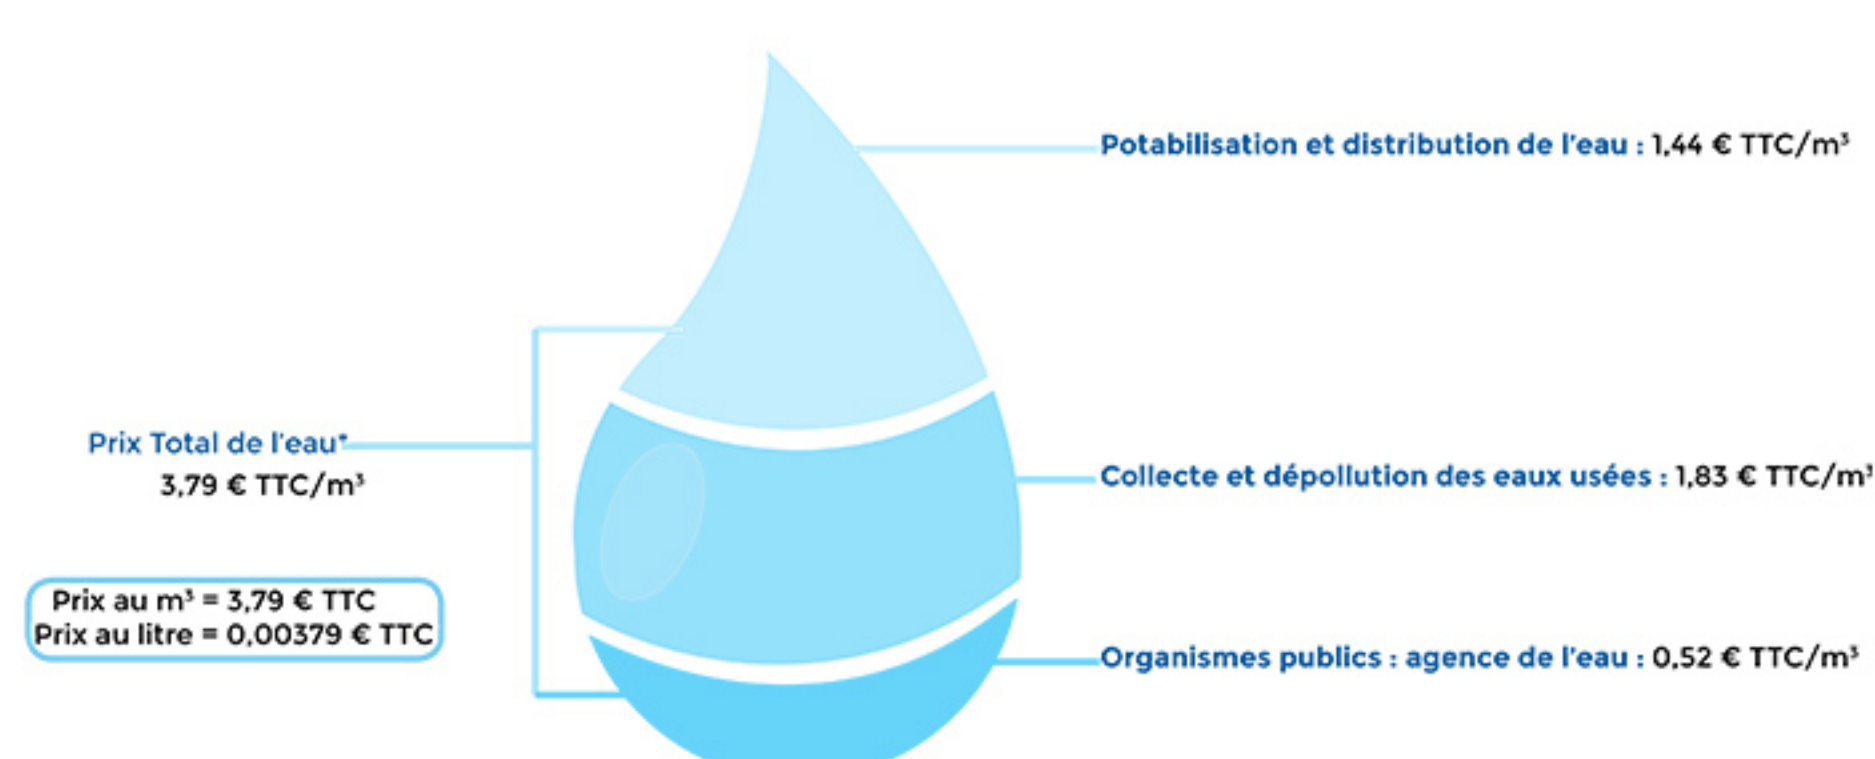 Potabilisation et distribution de l'eau : 1,44 € TTC/m³
Prix Total de l'eau*
3,79 € TTC/m³
Collecte et dépollution des eaux usées : 1,83 € TTC/m³
Prix au m³ = 3,79 € TTC
Prix au litre = 0,00379 € TTC
Organismes publics : agence de l'eau : 0,52 € TTC/m³